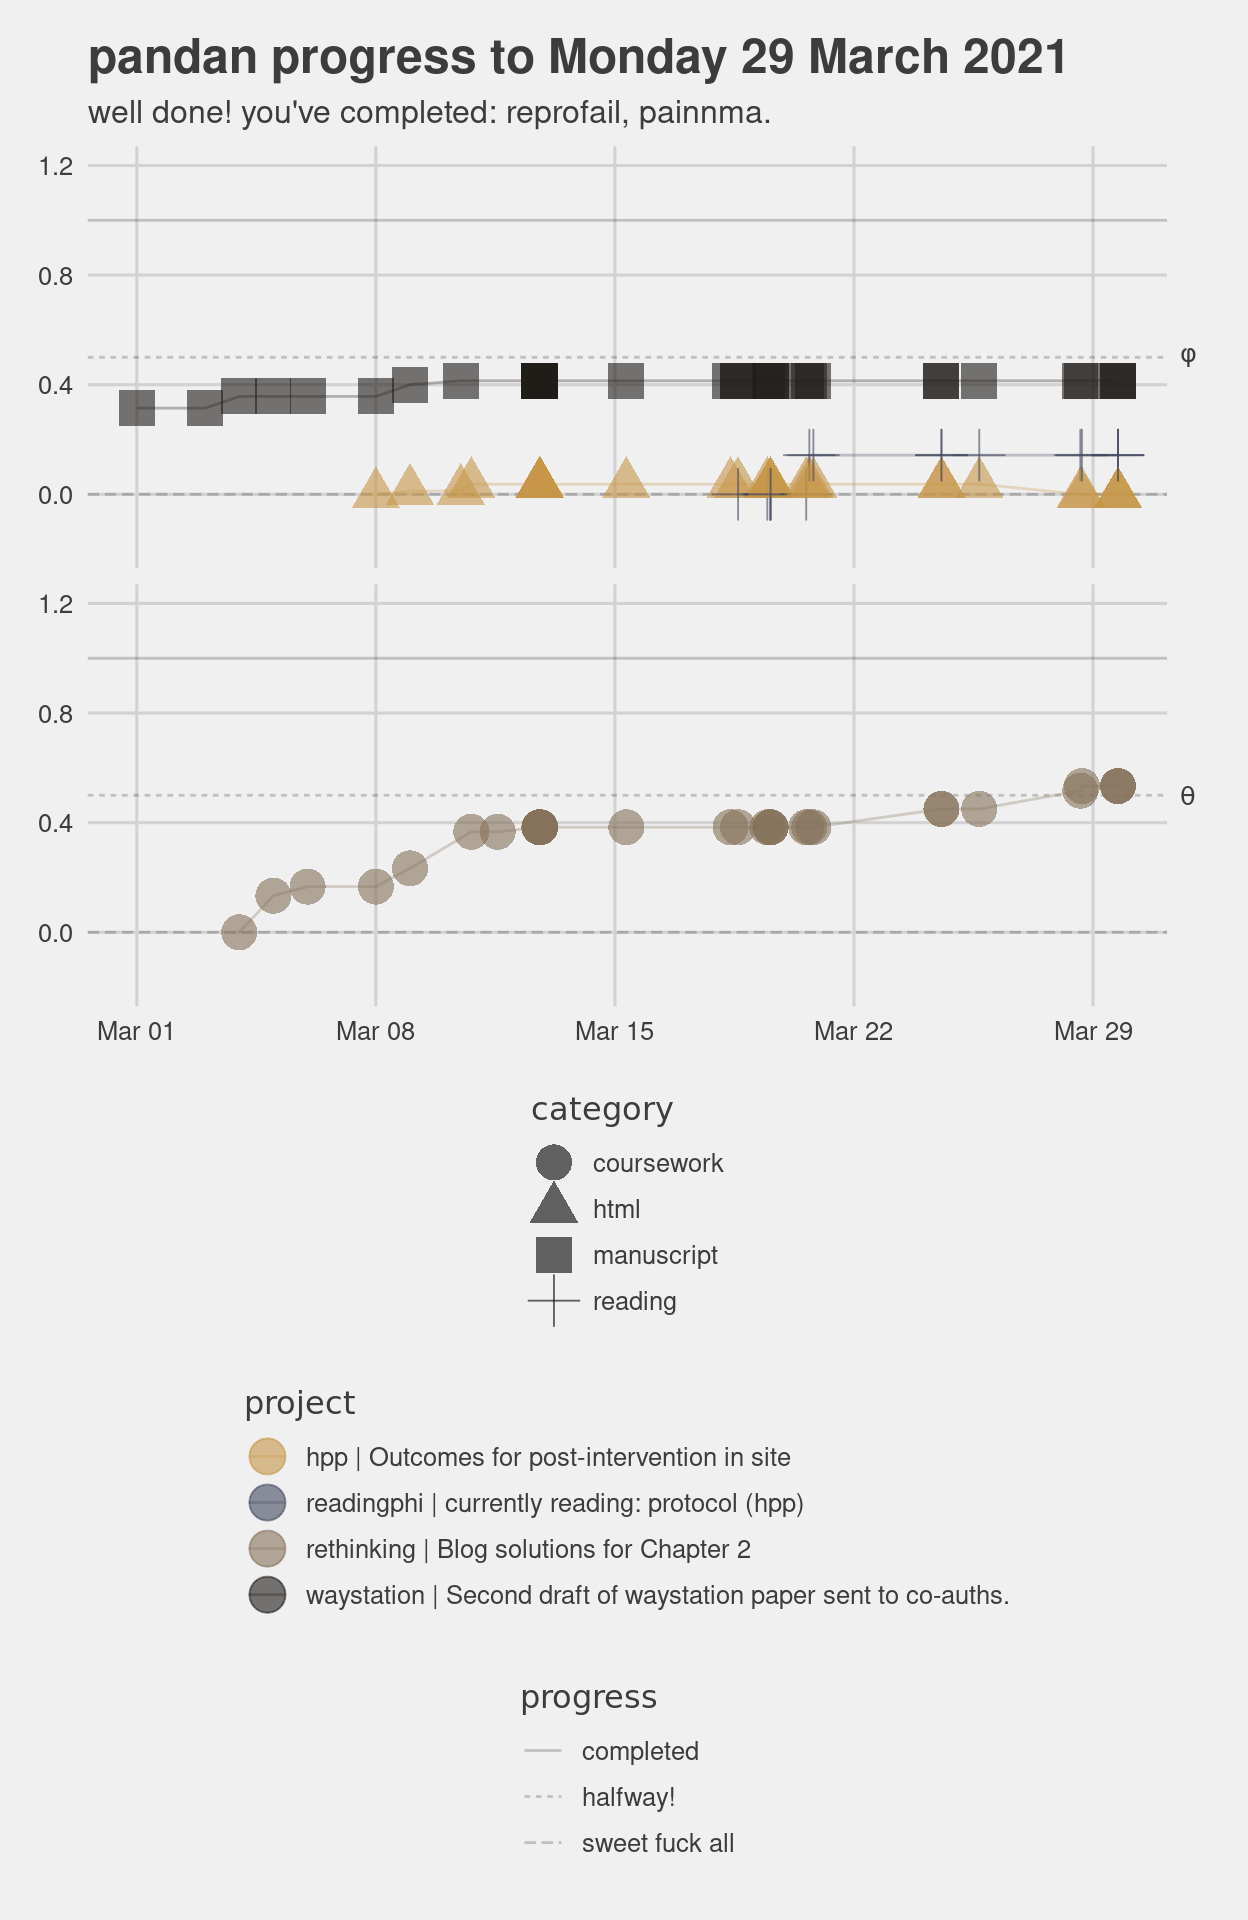 pandan progress to Monday 29 March 2021
well done! you've completed: reprofail, painnma.
1.2
0.8
φ
0.4
0.0
1.2
0.8
θ
0.4
0.0
Mar 01 Mar 08 Mar 15 Mar 22 Mar 29
category
coursework
html
manuscript
reading
project
hpp | Outcomes for post-intervention in site
readingphi | currently reading: protocol (hpp)
rethinking | Blog solutions for Chapter 2
waystation | Second draft of waystation paper sent to co-auths.
progress
completed
halfway!
sweet fuck all